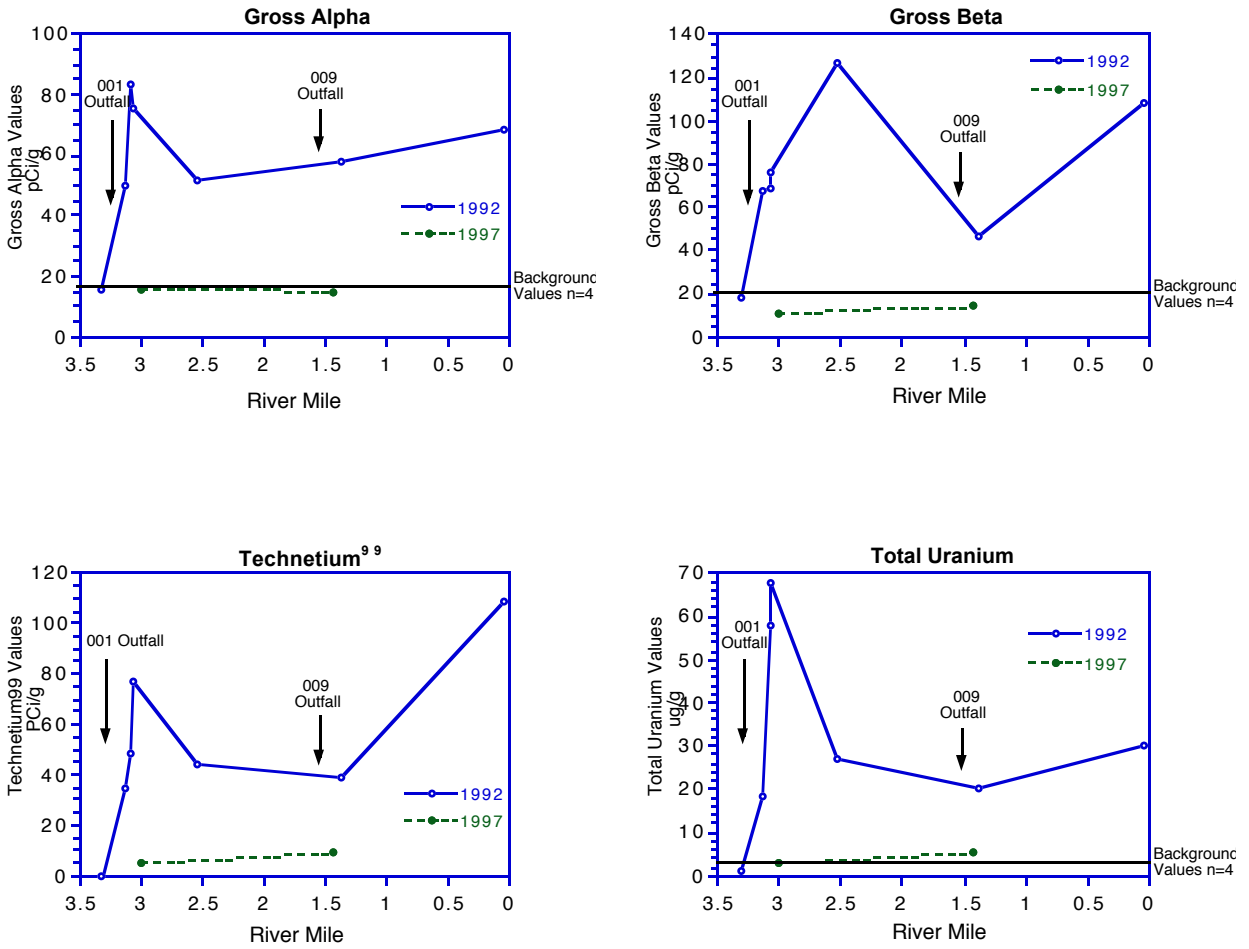 Gross Alpha
Gross Alpha Values
pCi/g
100
80
60
40
20
0
001
Outfall
009
Outfall
1992
1997
Background
Values n=4
3.5 3 2.5 2 1.5 1 0.5 0
River Mile
Gross Beta
Gross Beta Values
pCi/g
140
120
100
80
60
40
20
0
001
Outfall
009
Outfall
1992
1997
Background
Values n=4
3.5 3 2.5 2 1.5 1 0.5 0
River Mile
Technetium⁹⁹
Technetium99 Values
PCi/g
120
100
80
60
40
20
0
001 Outfall
009
Outfall
1992
1997
3.5 3 2.5 2 1.5 1 0.5 0
River Mile
Total Uranium
Total Uranium Values
ug/g
70
60
50
40
30
20
10
0
001
Outfall
009
Outfall
1992
1997
Background
Values n=4
3.5 3 2.5 2 1.5 1 0.5 0
River Mile